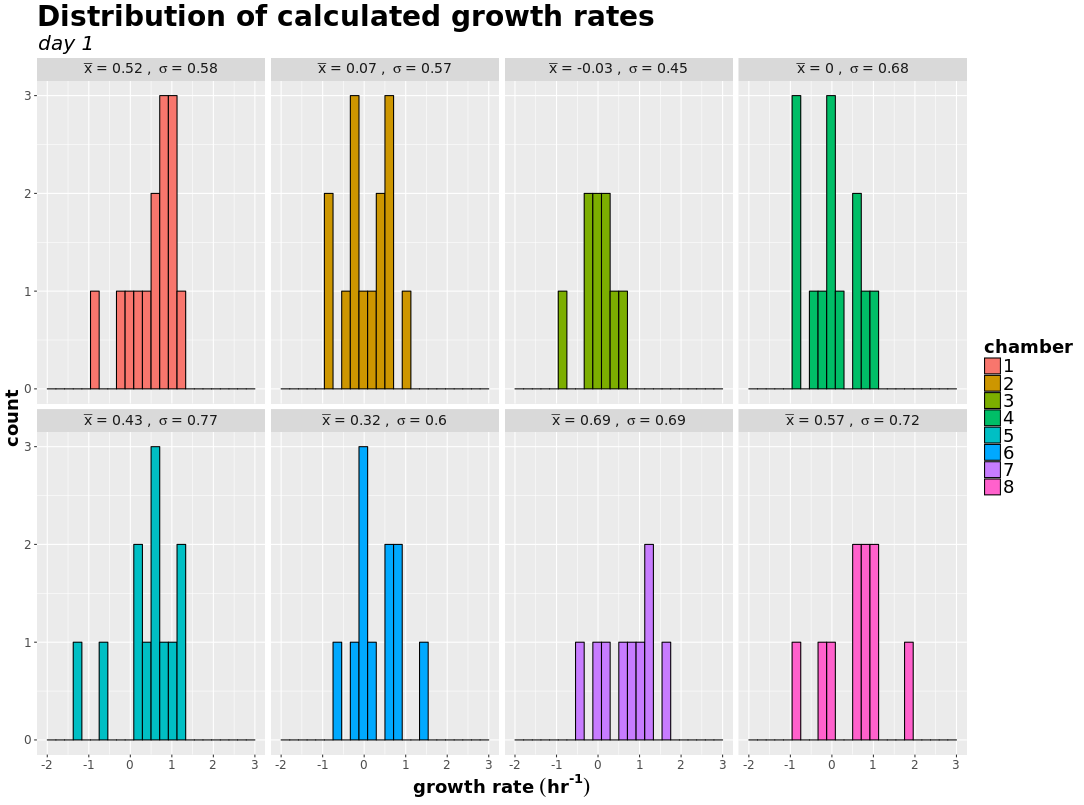 Distribution of calculated growth rates
day 1
x̅ = 0.52 , σ = 0.58
x̅ = 0.07 , σ = 0.57
x̅ = -0.03 , σ = 0.45
x̅ = 0 , σ = 0.68
3
2
1
0
x̅ = 0.43 , σ = 0.77
x̅ = 0.32 , σ = 0.6
x̅ = 0.69 , σ = 0.69
x̅ = 0.57 , σ = 0.72
3
2
1
0
count
-2 -1 0 1 2 3
-2 -1 0 1 2 3
-2 -1 0 1 2 3
-2 -1 0 1 2 3
growth rate (hr⁻¹)
chamber
1
2
3
4
5
6
7
8